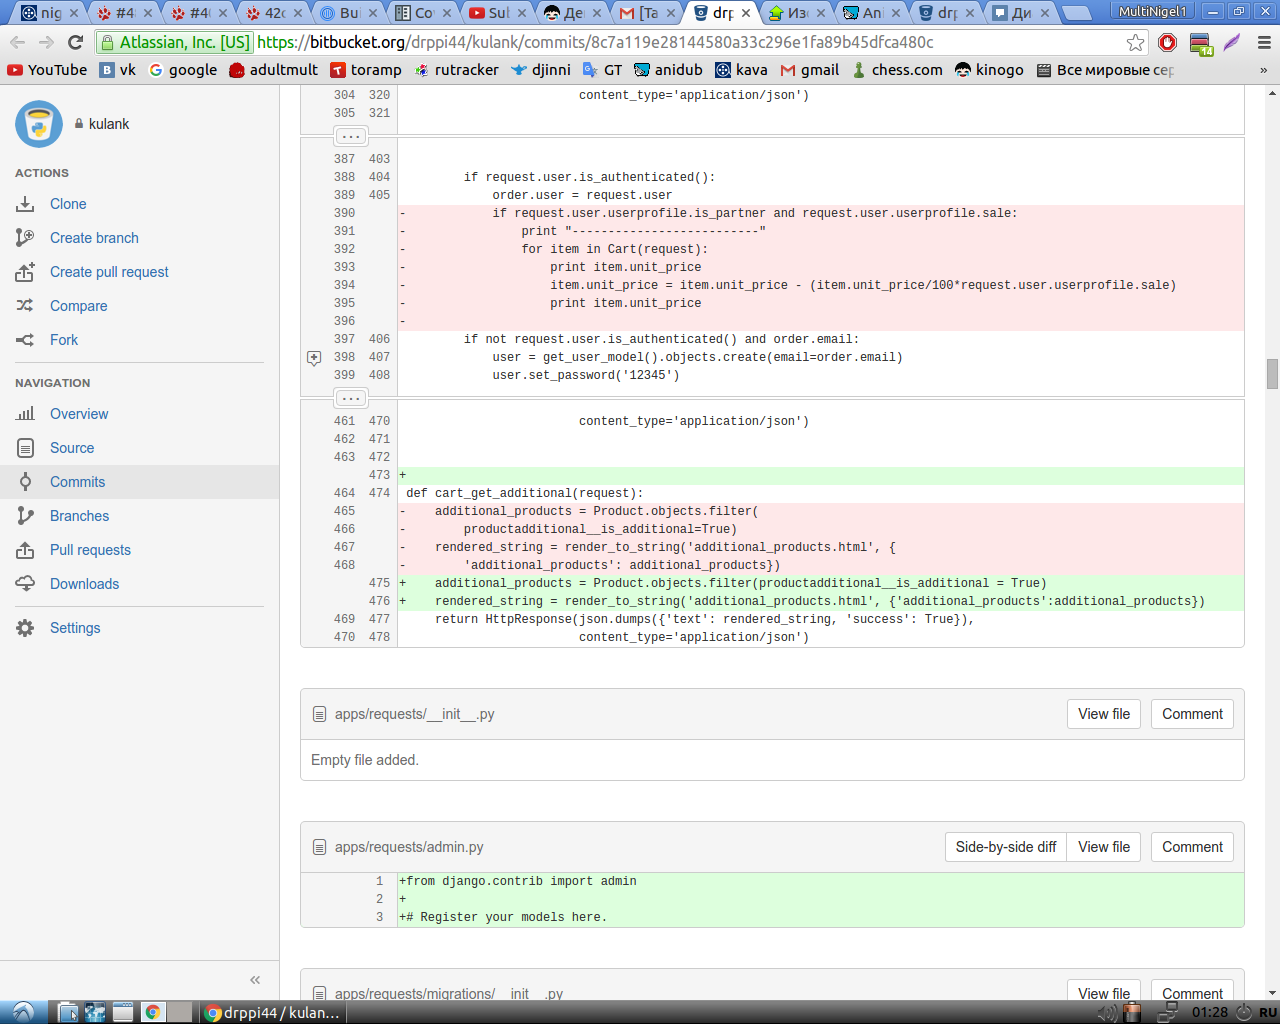 nig
#48
#40
42c
Bui
Cov
Sub
Де
[Ta
drp
Изо
Ani
drp
Ди
MultiNigel1
Atlassian, Inc. [US] https://bitbucket.org/drppi44/kulank/commits/8c7a119e28144580a33c296e1fa89b45dfca480c
14
YouTube vk google adultmult toramp rutracker djinni GT anidub kava gmail chess.com kinogo Все мировые сер »
kulank
ACTIONS
Clone
Create branch
Create pull request
Compare
Fork
NAVIGATION
Overview
Source
Commits
Branches
Pull requests
Downloads
Settings
«
304 320 content_type='application/json')
305 321
...
387 403
388 404 if request.user.is_authenticated():
389 405 order.user = request.user
390 - if request.user.userprofile.is_partner and request.user.userprofile.sale:
391 - print "--------------------------"
392 - for item in Cart(request):
393 - print item.unit_price
394 - item.unit_price = item.unit_price - (item.unit_price/100*request.user.userprofile.sale)
395 - print item.unit_price
396 -
397 406 if not request.user.is_authenticated() and order.email:
398 407 user = get_user_model().objects.create(email=order.email)
399 408 user.set_password('12345')
...
461 470 content_type='application/json')
462 471
463 472
473 +
464 474 def cart_get_additional(request):
465 - additional_products = Product.objects.filter(
466 - productadditional__is_additional=True)
467 - rendered_string = render_to_string('additional_products.html', {
468 - 'additional_products': additional_products})
475 + additional_products = Product.objects.filter(productadditional__is_additional = True)
476 + rendered_string = render_to_string('additional_products.html', {'additional_products':additional_products})
469 477 return HttpResponse(json.dumps({'text': rendered_string, 'success': True}),
470 478 content_type='application/json')
apps/requests/__init__.py View file Comment
Empty file added.
apps/requests/admin.py Side-by-side diff View file Comment
1 +from django.contrib import admin
2 +
3 +# Register your models here.
apps/requests/migrations/__init__.py View file Comment
drppi44 / kulan...
01:28 RU